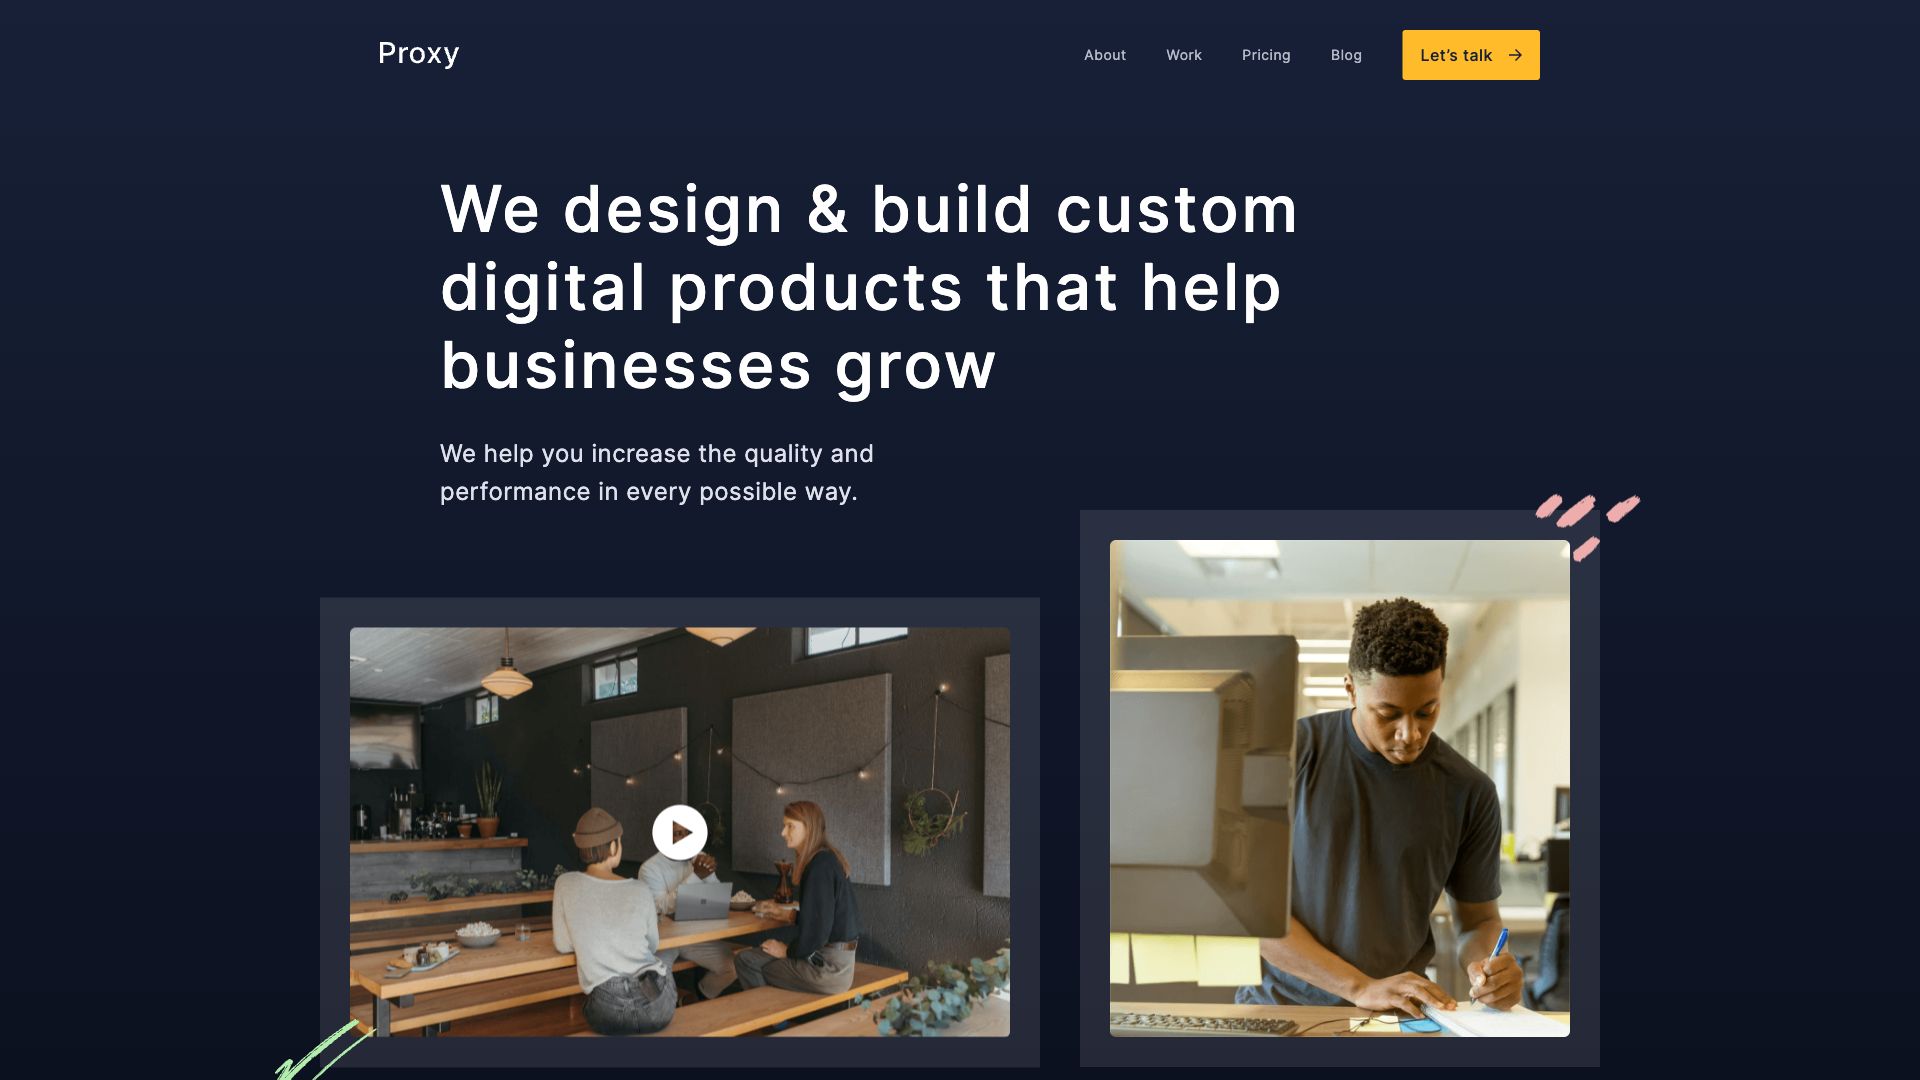 Proxy
About
Work
Pricing
Blog
Let’s talk →
We design & build custom
digital products that help
businesses grow
We help you increase the quality and
performance in every possible way.